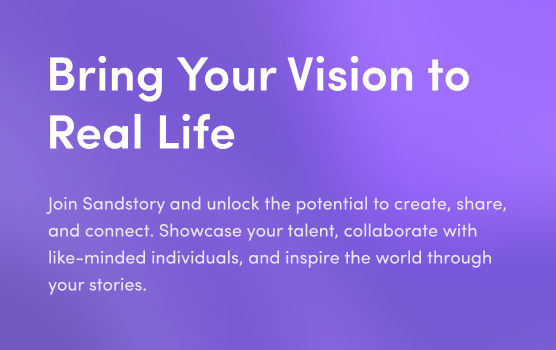 Bring Your Vision to
Real Life
Join Sandstory and unlock the potential to create, share,
and connect. Showcase your talent, collaborate with
like-minded individuals, and inspire the world through
your stories.